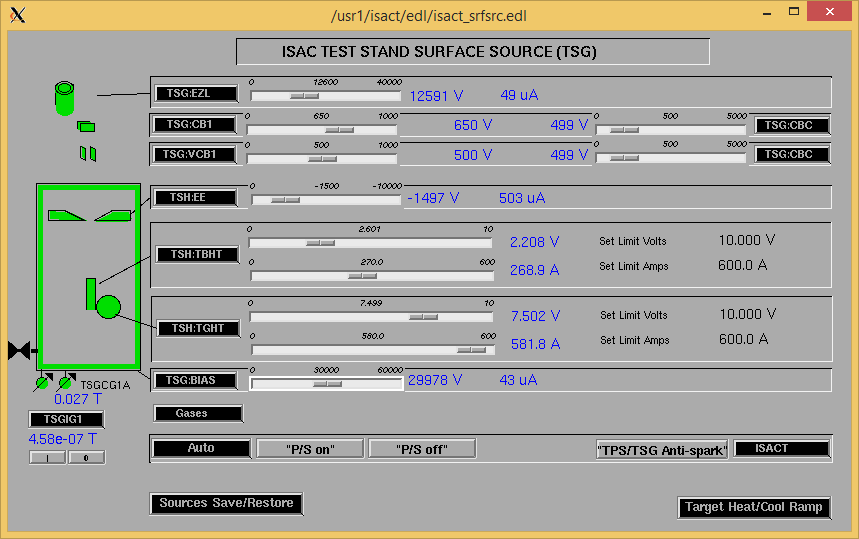 /usr1/isact/edl/isact_srfsrc.edl
ISAC TEST STAND SURFACE SOURCE (TSG)
0 12600 40000
TSG:EZL 12591 V 49 uA
0 650 1000 0 500 5000
TSG:CB1 650 V 499 V TSG:CBC
0 500 1000 0 500 5000
TSG:VCB1 500 V 499 V TSG:CBC
0 -1500 -10000
TSH:EE -1497 V 503 uA
0 2.601 10
2.208 V Set Limit Volts 10.000 V
TSH:TBHT
0 270.0 600
268.9 A Set Limit Amps 600.0 A
0 7.499 10
7.502 V Set Limit Volts 10.000 V
TSH:TGHT
0 580.0 600
581.8 A Set Limit Amps 600.0 A
0 30000 60000
TSG:BIAS 29978 V 43 uA
TSGCG1A
0.027 T
TSGIG1
4.58e-07 T
I 0
Gases
Auto "P/S on" "P/S off" "TPS/TSG Anti-spark" ISACT
Sources Save/Restore
Target Heat/Cool Ramp